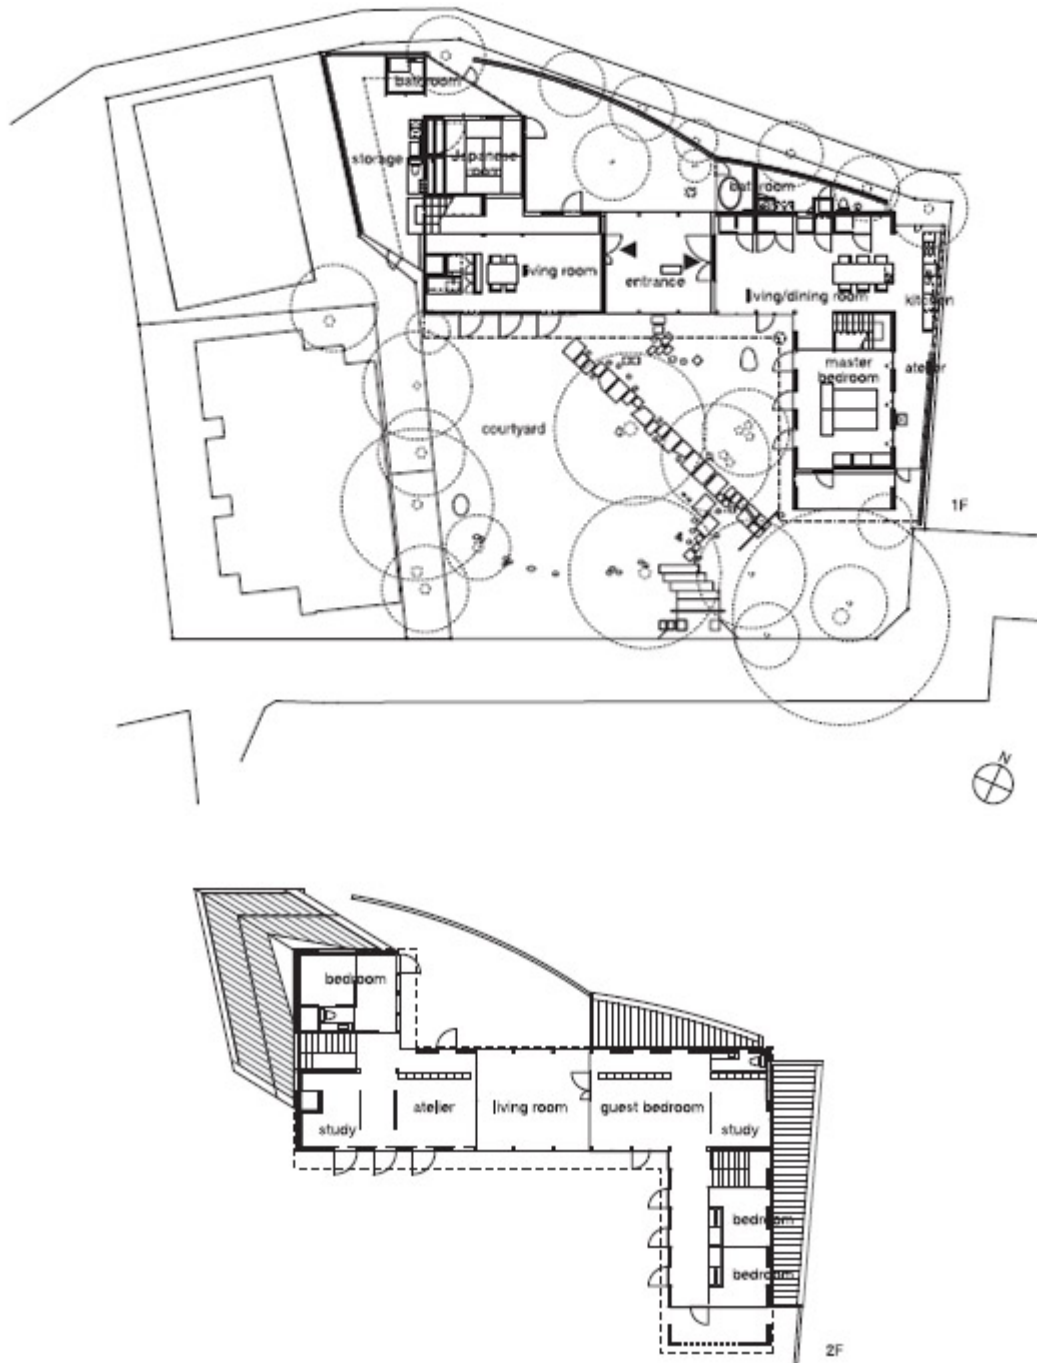 bathroom
storage
Japanese room
bathroom
living room
entrance
living/dining room
kitchen
master
bedroom
atelier
courtyard
4
1F
N
bedroom
atelier
living room
guest bedroom
study
study
bedroom
bedroom
2F